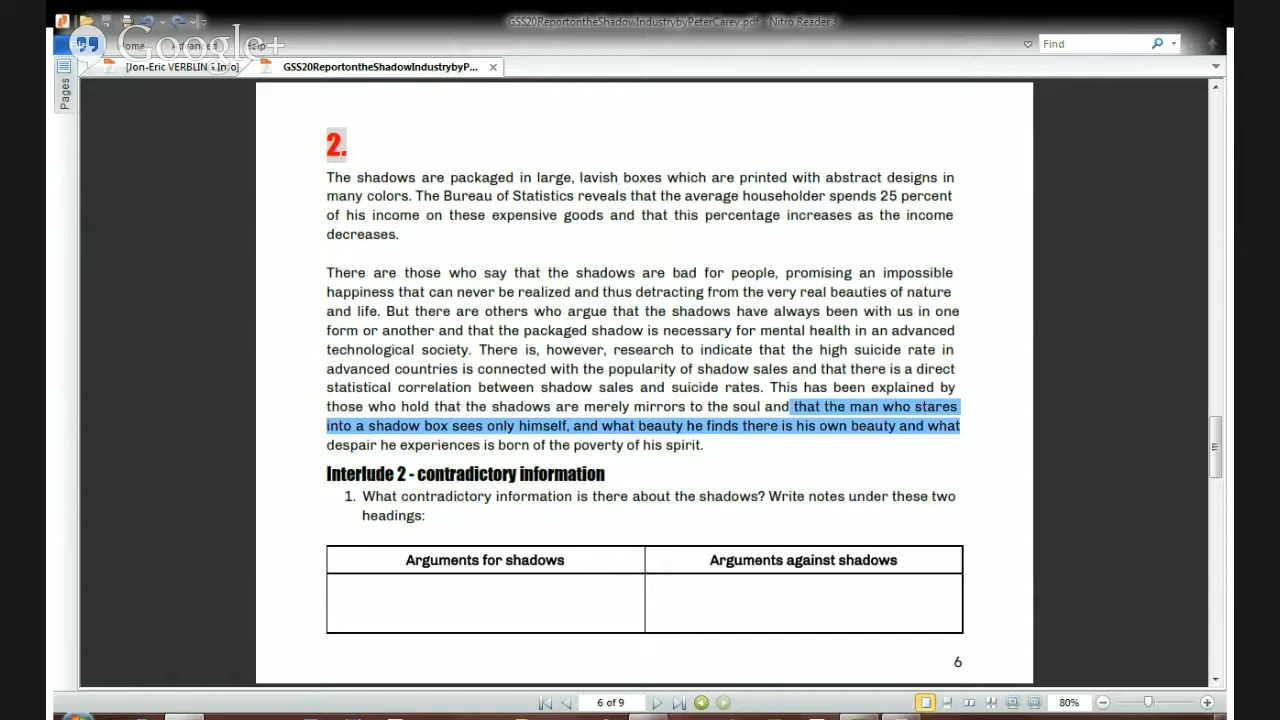 GSS20ReportontheShadowIndustrybyPeterCarey.pdf - Nitro Reader 3
Google+
Home Advanced Help
Find
[Jon-Eric VERBLING Info]
GSS20ReportontheShadowIndustrybyP...
Pages
2.
The shadows are packaged in large, lavish boxes which are printed with abstract designs in
many colors. The Bureau of Statistics reveals that the average householder spends 25 percent
of his income on these expensive goods and that this percentage increases as the income
decreases.
There are those who say that the shadows are bad for people, promising an impossible
happiness that can never be realized and thus detracting from the very real beauties of nature
and life. But there are others who argue that the shadows have always been with us in one
form or another and that the packaged shadow is necessary for mental health in an advanced
technological society. There is, however, research to indicate that the high suicide rate in
advanced countries is connected with the popularity of shadow sales and that there is a direct
statistical correlation between shadow sales and suicide rates. This has been explained by
those who hold that the shadows are merely mirrors to the soul and that the man who stares
into a shadow box sees only himself, and what beauty he finds there is his own beauty and what
despair he experiences is born of the poverty of his spirit.
Interlude 2 - contradictory information
1. What contradictory information is there about the shadows? Write notes under these two
headings:
Arguments for shadows
Arguments against shadows
6
6 of 9
80%